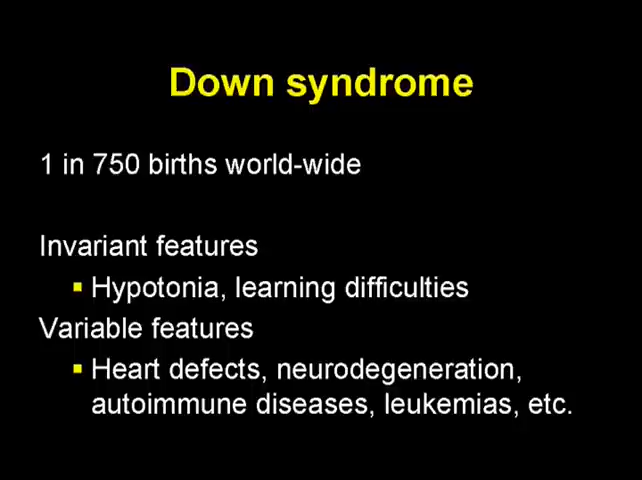 Down syndrome
1 in 750 births world-wide
Invariant features
▪ Hypotonia, learning difficulties
Variable features
▪ Heart defects, neurodegeneration,
autoimmune diseases, leukemias, etc.